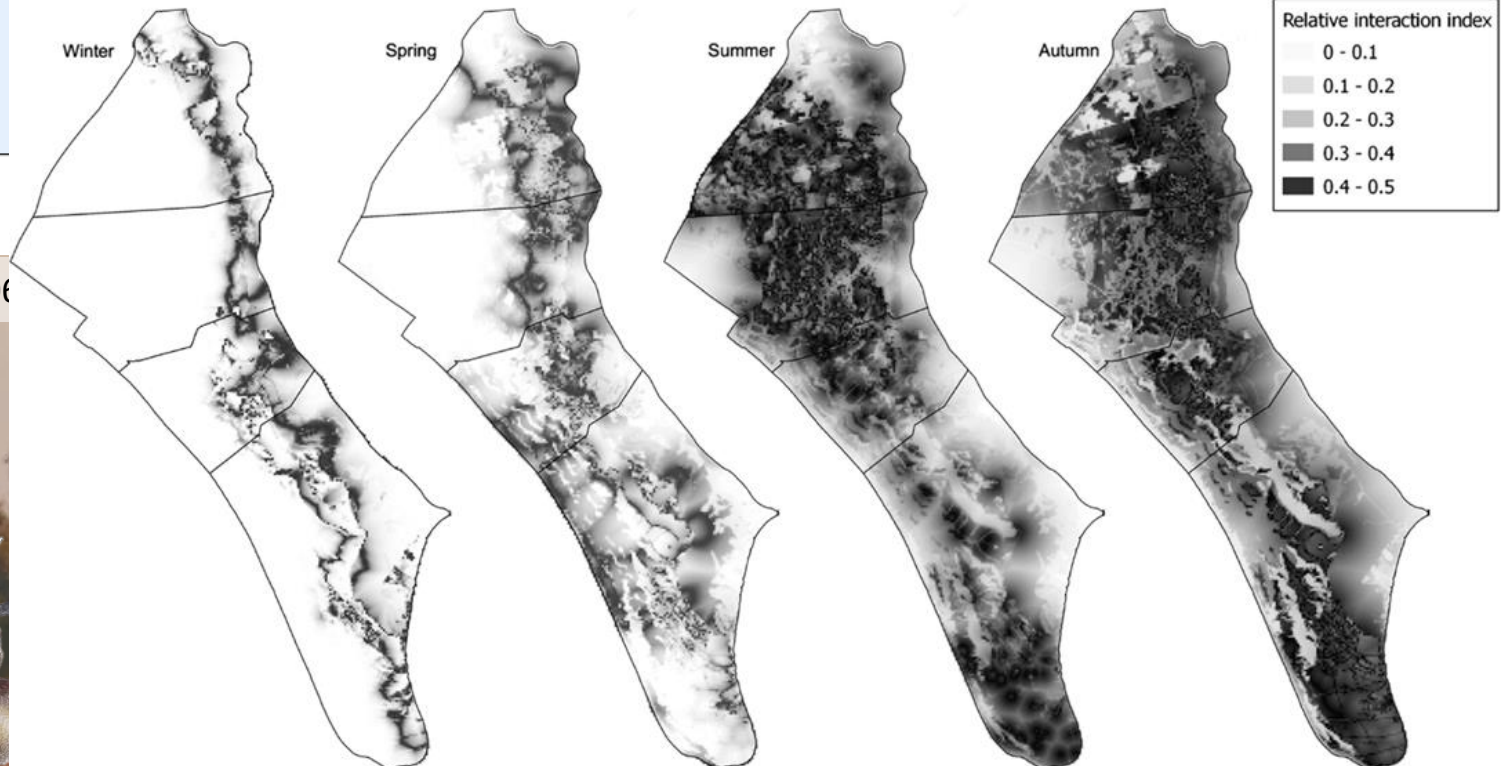 Winter
Spring
Summer
Autumn
Relative interaction index
0 - 0.1
0.1 - 0.2
0.2 - 0.3
0.3 - 0.4
0.4 - 0.5